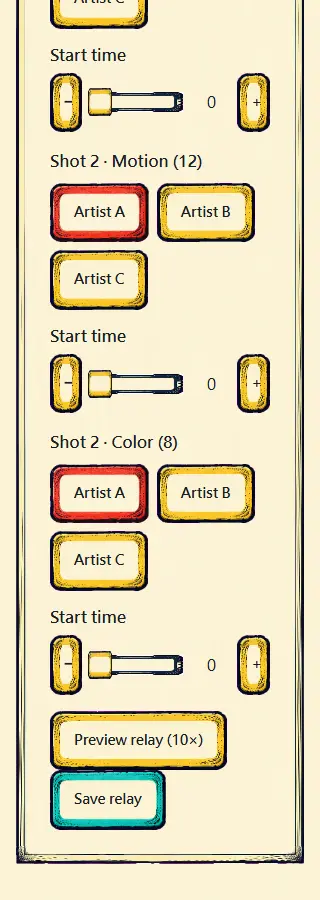 Artist C
Start time
− 0 +
Shot 2 · Motion (12)
Artist A Artist B
Artist C
Start time
− 0 +
Shot 2 · Color (8)
Artist A Artist B
Artist C
Start time
− 0 +
Preview relay (10×)
Save relay